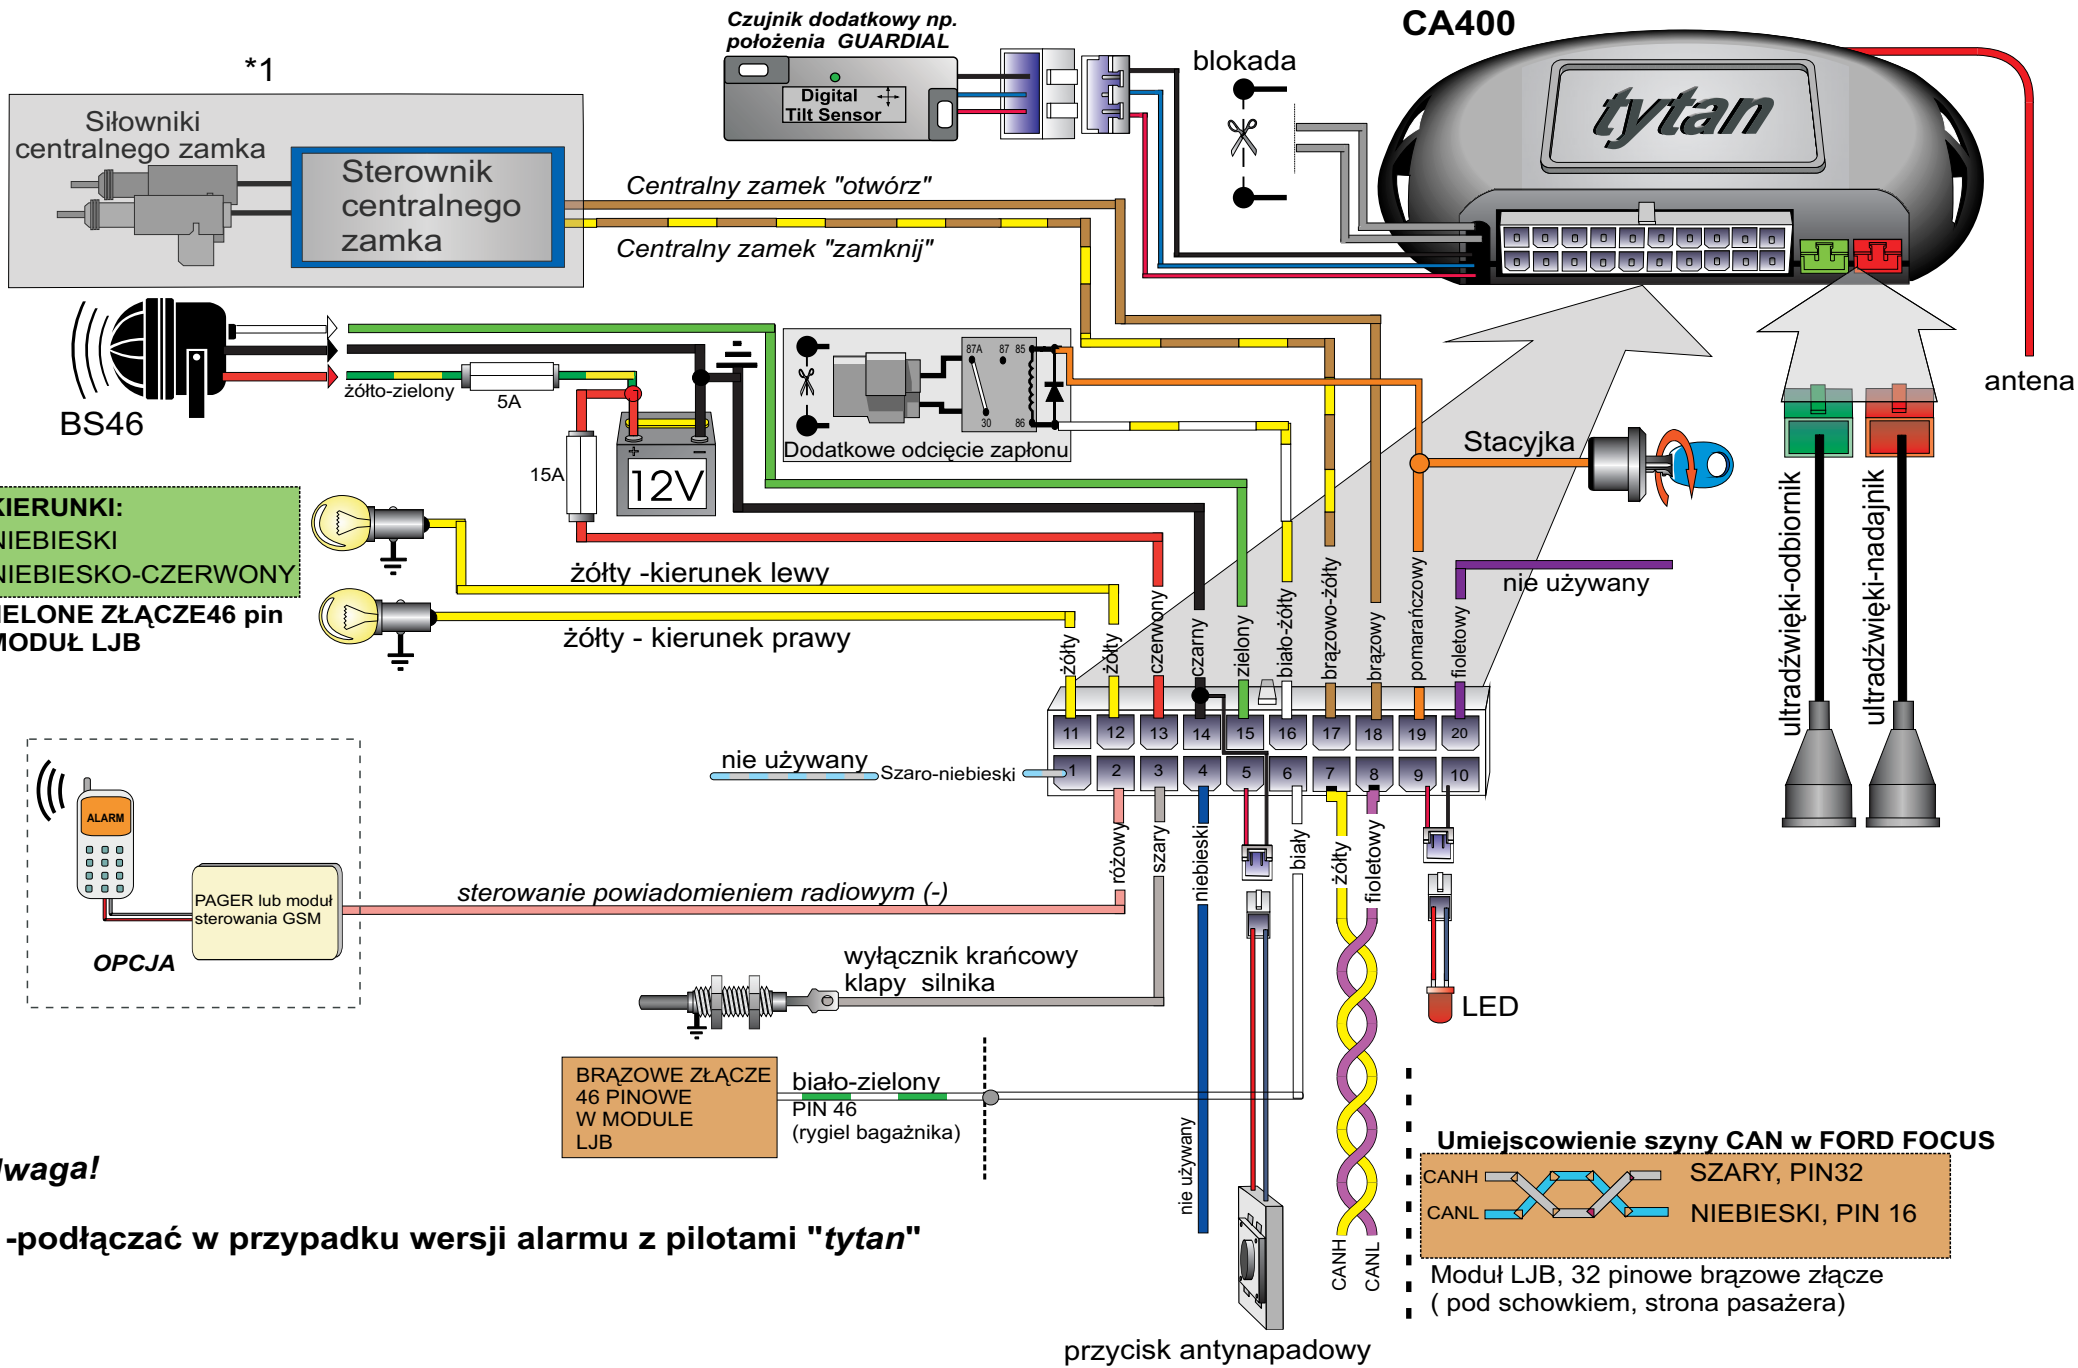 CA400
Czujnik dodatkowy np.
położenia GUARDIAL
Digital
Tilt Sensor
blokada
tytan
*1
Siłowniki
centralnego zamka
Sterownik
centralnego
zamka
Centralny zamek "otwórz"
Centralny zamek "zamknij"
antena
BS46
żółto-zielony
5A
15A
+ −
12V
87A 87 85
30 86
Dodatkowe odcięcie zapłonu
Stacyjka
KIERUNKI:
NIEBIESKI
NIEBIESKO-CZERWONY
IELONE ZŁĄCZE46 pin
MODUŁ LJB
żółty -kierunek lewy
żółty - kierunek prawy
nie używany
ultradźwięki-odbiornik
ultradźwięki-nadajnik
żółty
żółty
czerwony
czarny
zielony
biało-żółty
brązowo-żółty
brązowy
pomarańczowy
fioletowy
11 12 13 14 15 16 17 18 19 20
1 2 3 4 5 6 7 8 9 10
nie używany
Szaro-niebieski
różowy
szary
niebieski
biały
żółty
fioletowy
ALARM
PAGER lub moduł
sterowania GSM
OPCJA
sterowanie powiadomieniem radiowym (-)
wyłącznik krańcowy
klapy silnika
LED
BRĄZOWE ZŁĄCZE
46 PINOWE
W MODULE
LJB
biało-zielony
PIN 46
(rygiel bagażnika)
nie używany
CANH
CANL
Umiejscowienie szyny CAN w FORD FOCUS
CANH SZARY, PIN32
CANL NIEBIESKI, PIN 16
Moduł LJB, 32 pinowe brązowe złącze
( pod schowkiem, strona pasażera)
waga!
-podłączać w przypadku wersji alarmu z pilotami "tytan"
przycisk antynapadowy